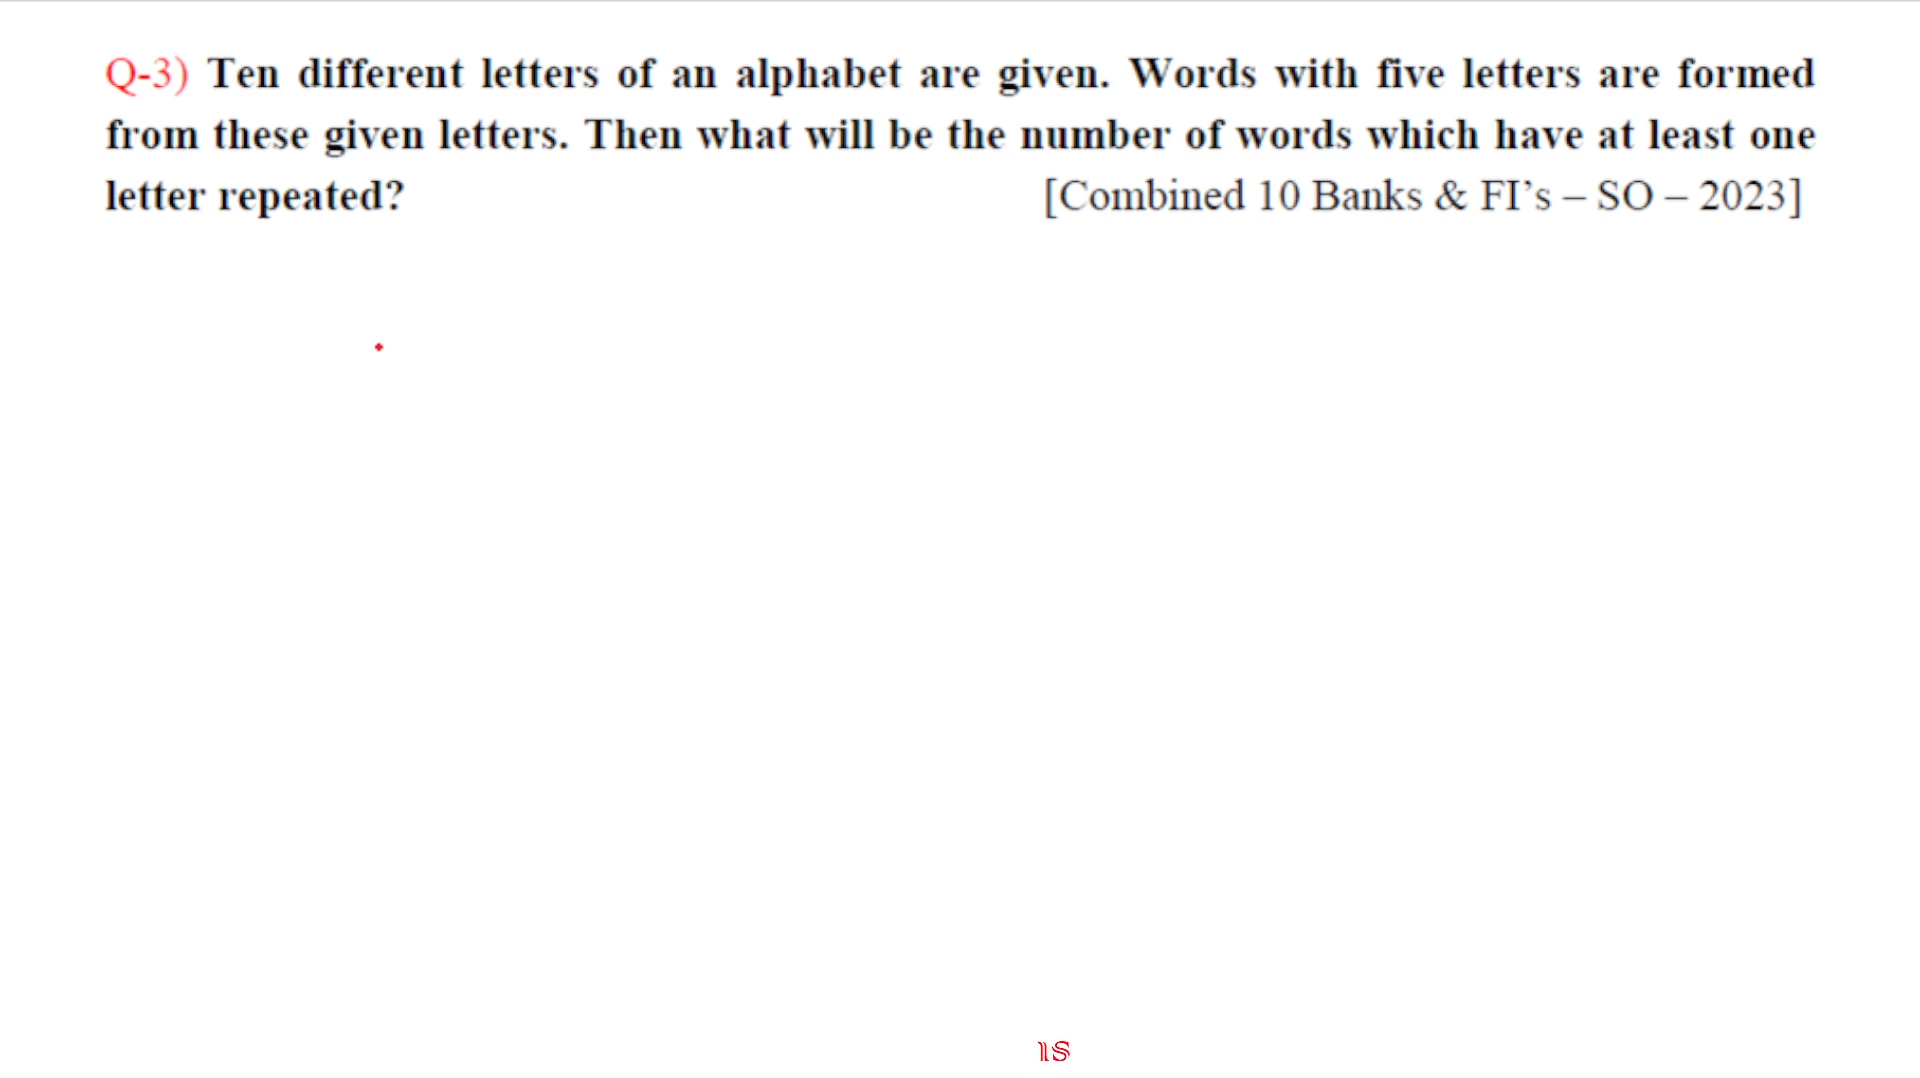 Q-3) Ten different letters of an alphabet are given. Words with five letters are formed
from these given letters. Then what will be the number of words which have at least one
letter repeated? [Combined 10 Banks & FI’s – SO – 2023]